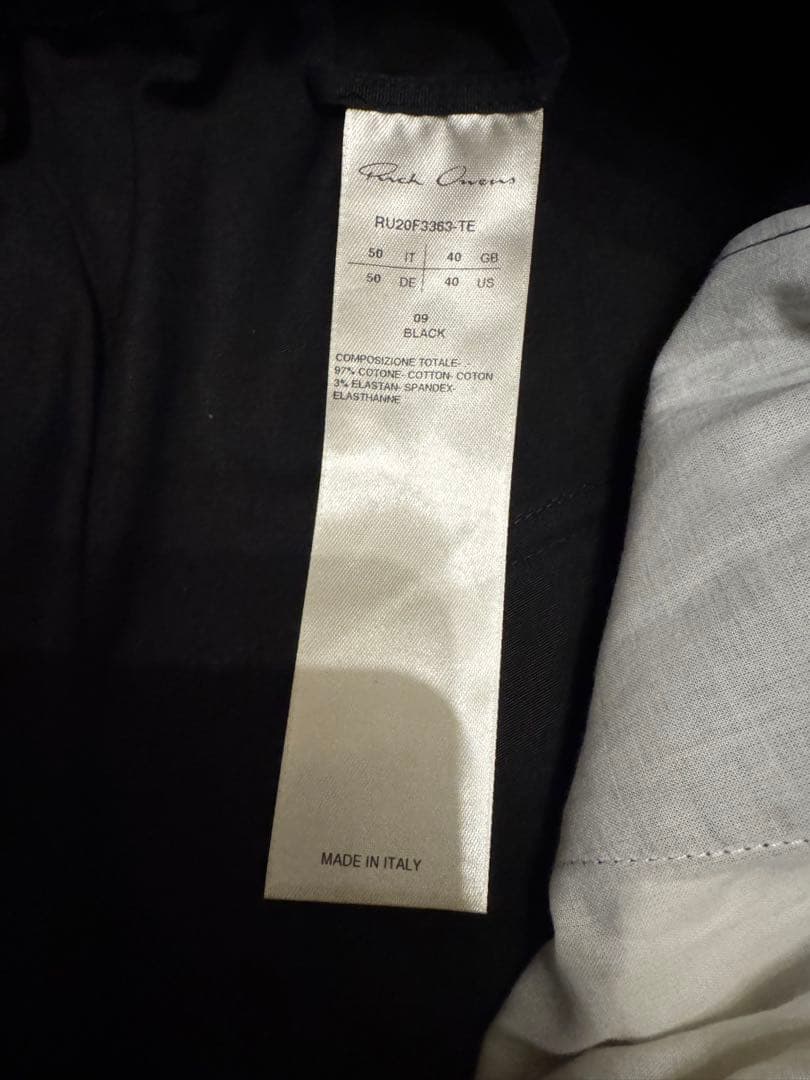 Rick Owens
RU20F3363-TE
50 IT 40 GB
50 DE 40 US
09
BLACK
COMPOSIZIONE TOTALE- .-
97% COTONE- COTTON- COTON
3% ELASTAN- SPANDEX-
ELASTHANNE
MADE IN ITALY